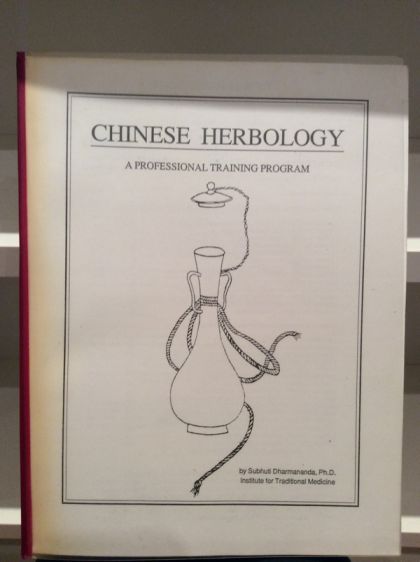 CHINESE HERBOLOGY
A PROFESSIONAL TRAINING PROGRAM
by Subhuti Dharmananda, Ph.D.
Institute for Traditional Medicine